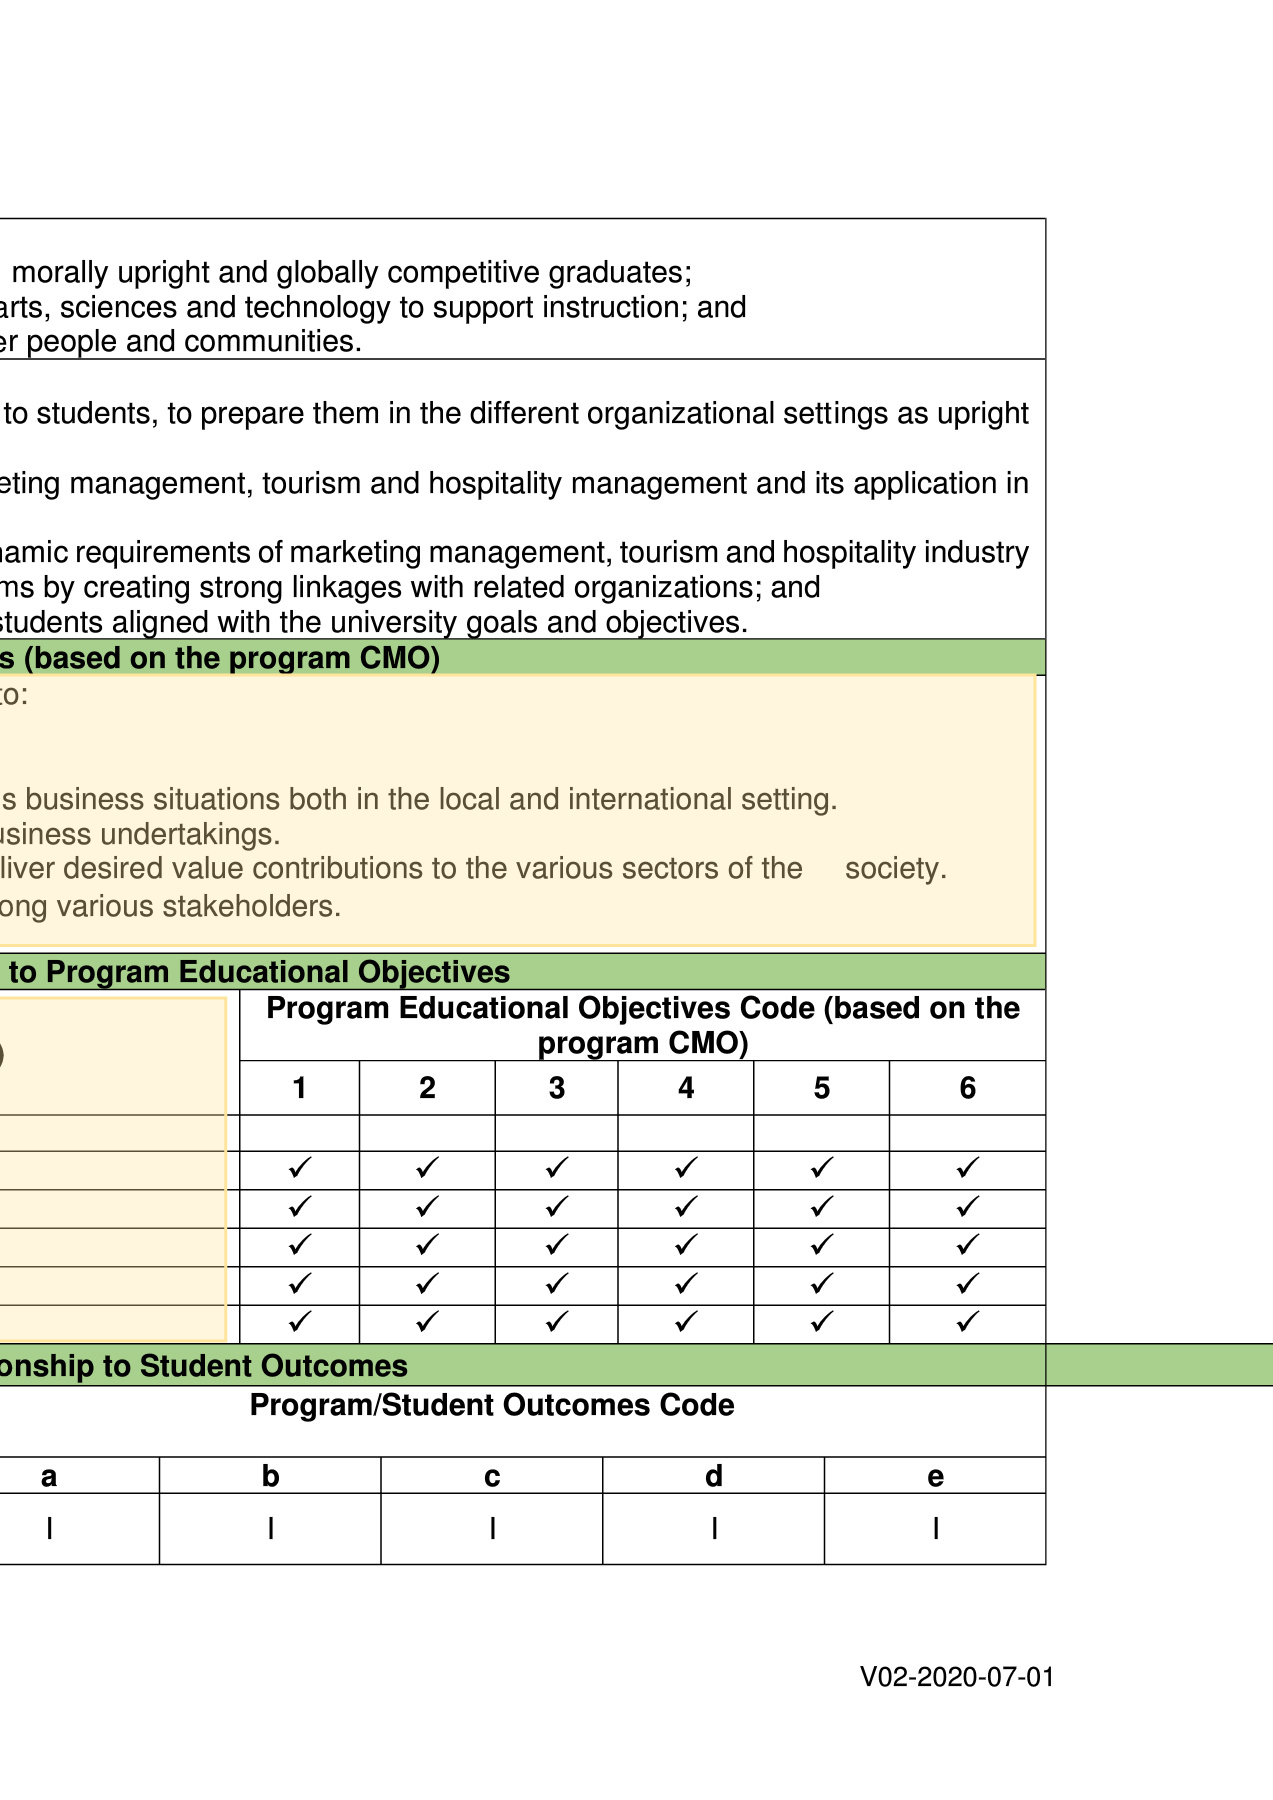 morally upright and globally competitive graduates;
arts, sciences and technology to support instruction; and
er people and communities.
to students, to prepare them in the different organizational settings as upright
eting management, tourism and hospitality management and its application in
namic requirements of marketing management, tourism and hospitality industry
ms by creating strong linkages with related organizations; and
students aligned with the university goals and objectives.
s (based on the program CMO)
to:
s business situations both in the local and international setting.
usiness undertakings.
liver desired value contributions to the various sectors of the society.
ong various stakeholders.
to Program Educational Objectives
Program Educational Objectives Code (based on the
program CMO)
)
1 2 3 4 5 6
✓ ✓ ✓ ✓ ✓ ✓
✓ ✓ ✓ ✓ ✓ ✓
✓ ✓ ✓ ✓ ✓ ✓
✓ ✓ ✓ ✓ ✓ ✓
✓ ✓ ✓ ✓ ✓ ✓
onship to Student Outcomes
Program/Student Outcomes Code
a b c d e
I I I I I
V02-2020-07-01